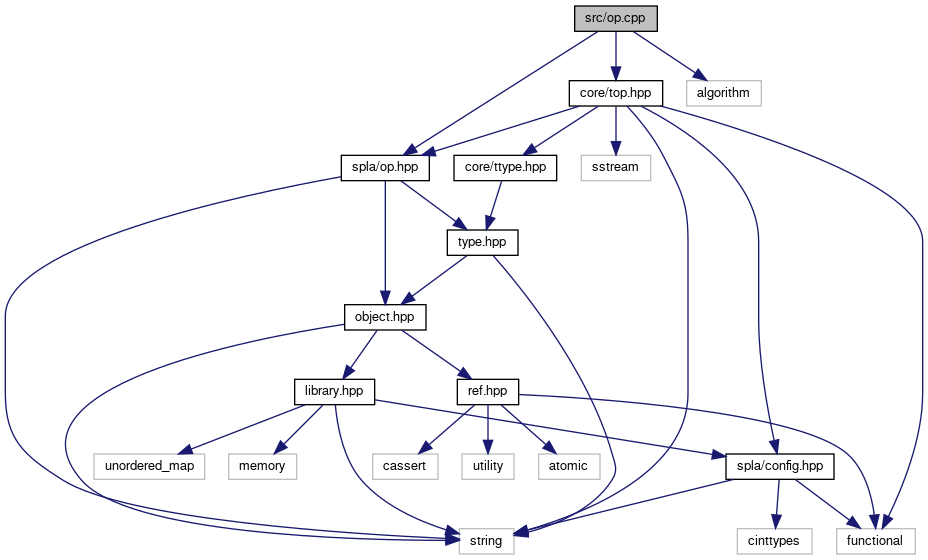 src/op.cpp
core/top.hpp
algorithm
spla/op.hpp
core/ttype.hpp
sstream
type.hpp
object.hpp
library.hpp
ref.hpp
unordered_map
memory
cassert
utility
atomic
spla/config.hpp
string
cinttypes
functional